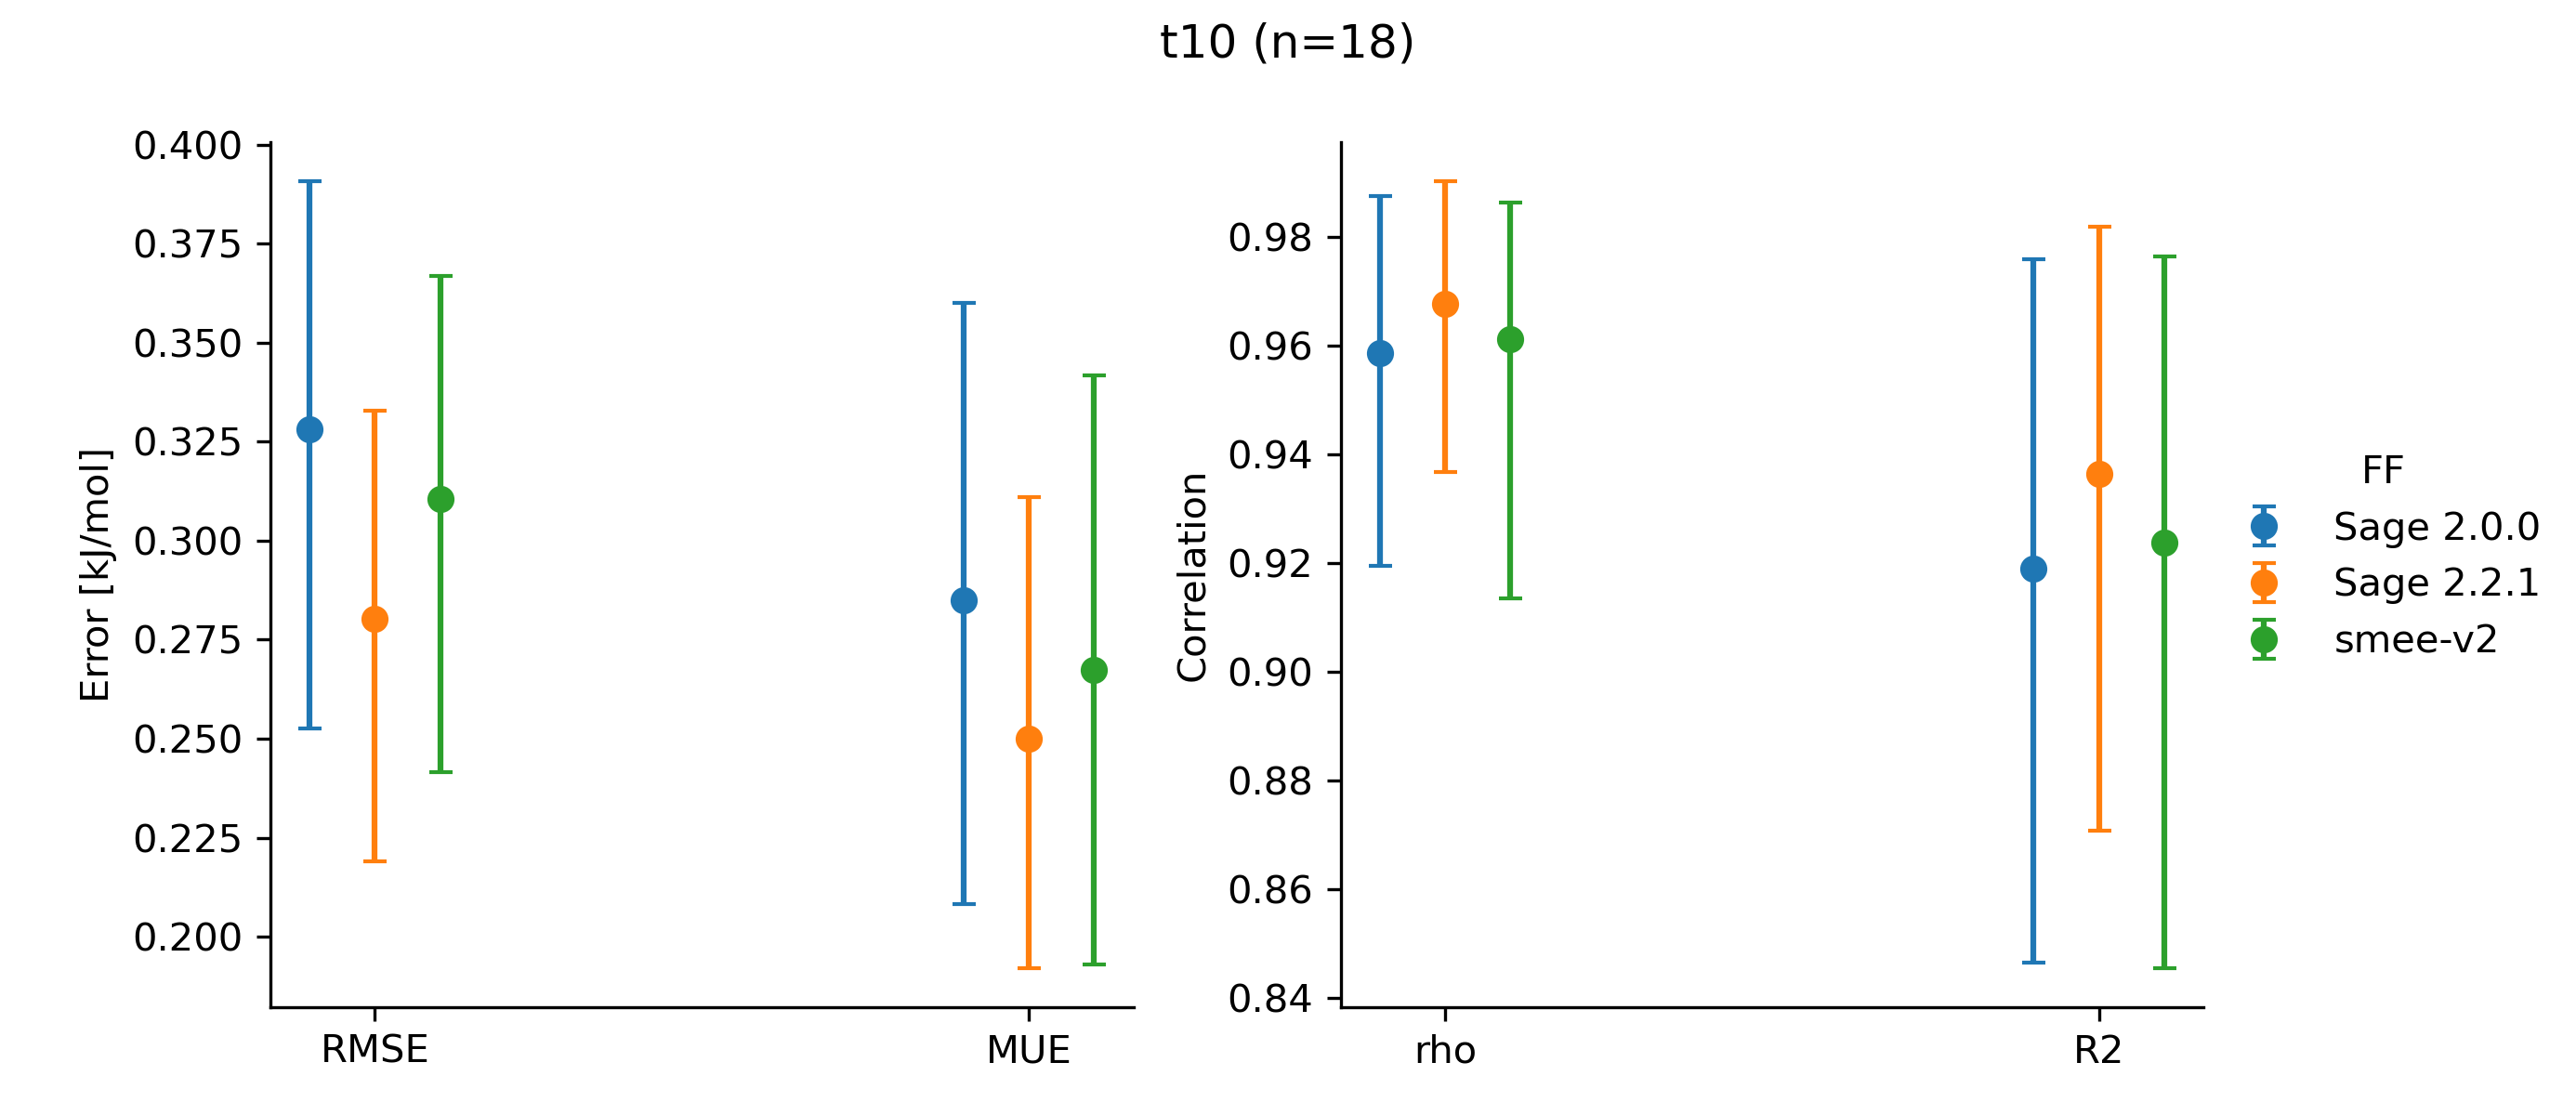 t10 (n=18)
Error [kJ/mol]
0.400
0.375
0.350
0.325
0.300
0.275
0.250
0.225
0.200
RMSE
MUE
Correlation
0.98
0.96
0.94
0.92
0.90
0.88
0.86
0.84
rho
R2
FF
Sage 2.0.0
Sage 2.2.1
smee-v2